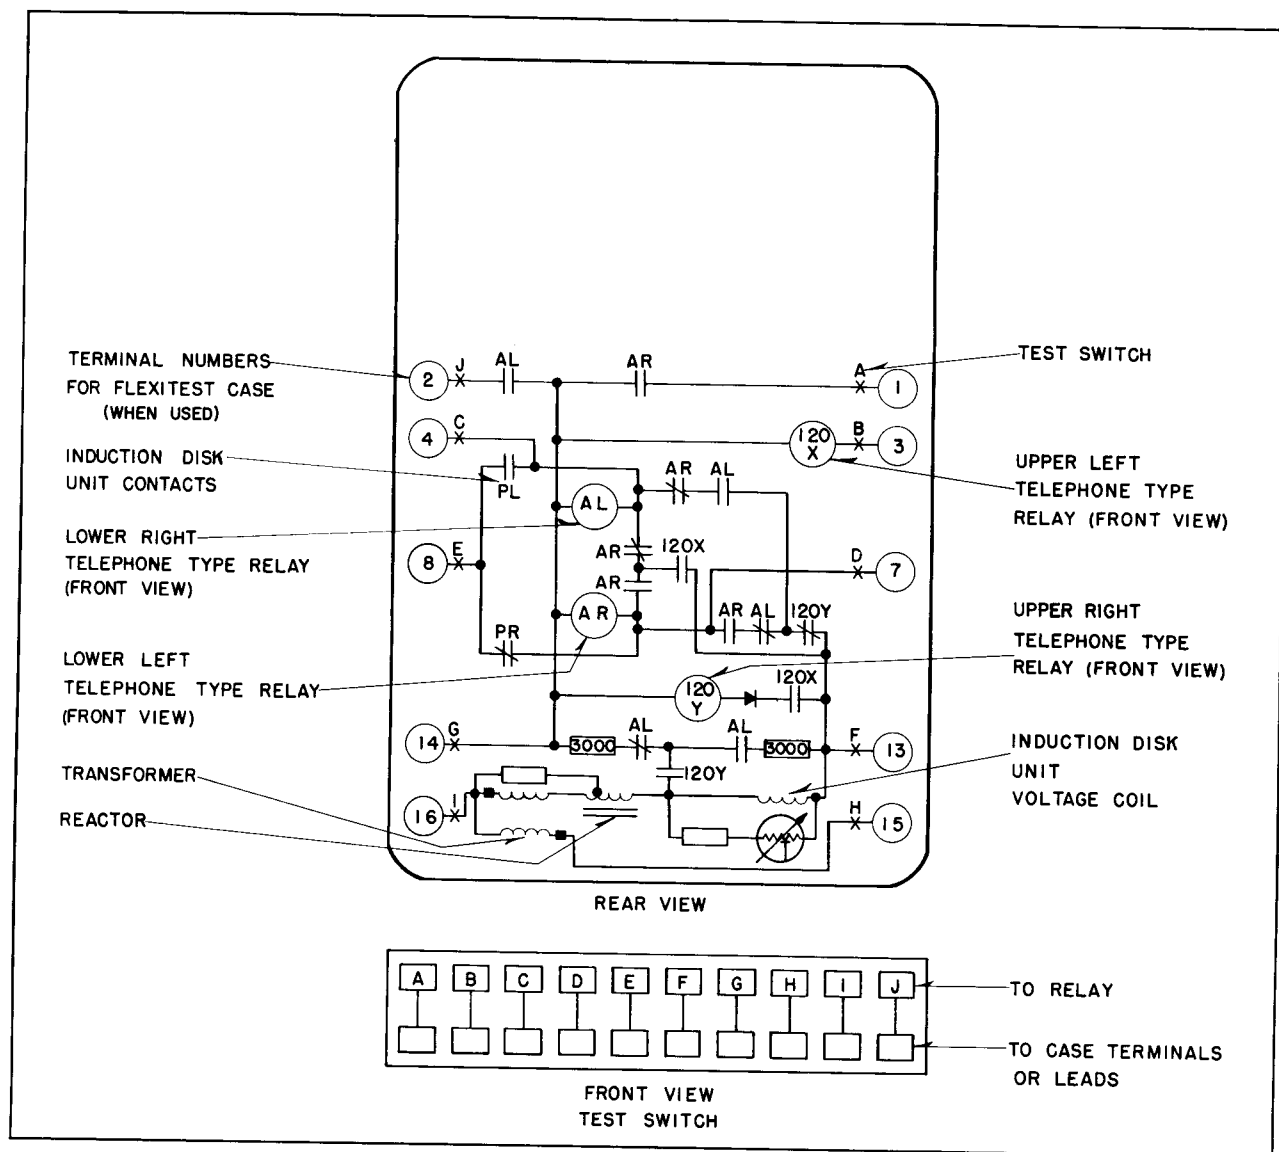 TERMINAL NUMBERS
FOR FLEXITEST CASE
(WHEN USED)
INDUCTION DISK
UNIT CONTACTS
LOWER RIGHT
TELEPHONE TYPE RELAY
(FRONT VIEW)
LOWER LEFT
TELEPHONE TYPE RELAY
(FRONT VIEW)
TRANSFORMER
REACTOR
2 J AL AR A 1
4 C 120 X B 3
PL
AR AL
AL
8 E AR 120X D 7
AR
AR AR AL 120Y
PR
120 Y 120X
14 G 3000 AL AL 3000 F 13
120Y
16 I H 15
TEST SWITCH
UPPER LEFT
TELEPHONE TYPE
RELAY (FRONT VIEW)
UPPER RIGHT
TELEPHONE TYPE
RELAY (FRONT VIEW)
INDUCTION DISK
UNIT
VOLTAGE COIL
REAR VIEW
A B C D E F G H I J
TO RELAY
TO CASE TERMINALS
OR LEADS
FRONT VIEW
TEST SWITCH